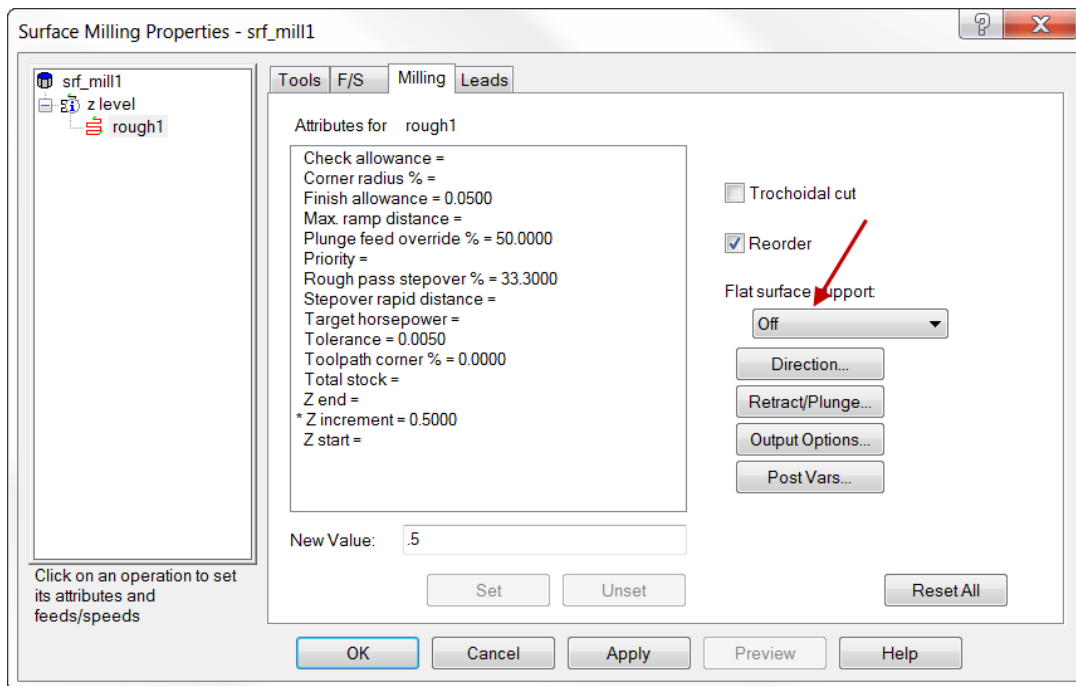 Surface Milling Properties - srf_mill1
srf_mill1
z level
rough1
Click on an operation to set
its attributes and
feeds/speeds
Tools F/S Milling Leads
Attributes for rough1
Check allowance =
Corner radius % =
Finish allowance = 0.0500
Max. ramp distance =
Plunge feed override % = 50.0000
Priority =
Rough pass stepover % = 33.3000
Stepover rapid distance =
Target horsepower =
Tolerance = 0.0050
Toolpath corner % = 0.0000
Total stock =
Z end =
* Z increment = 0.5000
Z start =
New Value: .5
Set Unset
Trochoidal cut
Reorder
Flat surface support:
Off
Direction...
Retract/Plunge...
Output Options...
Post Vars...
Reset All
OK Cancel Apply Preview Help